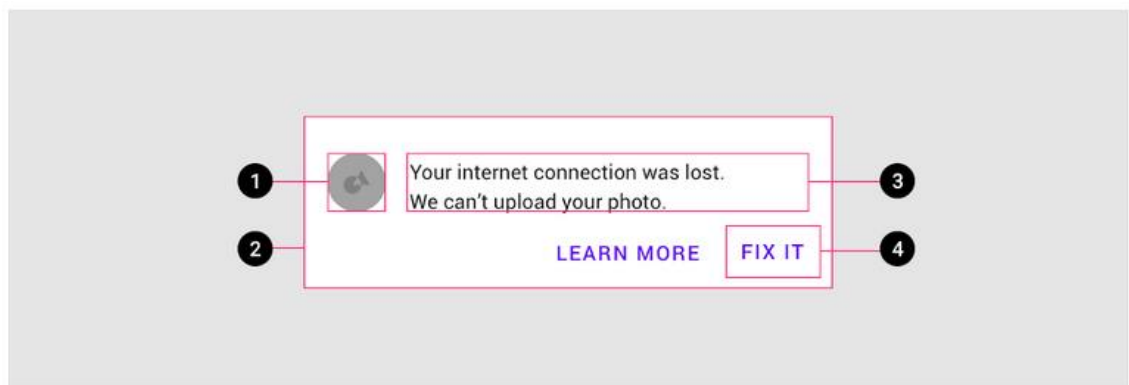 1
Your internet connection was lost.
We can't upload your photo.
3
2
LEARN MORE
FIX IT
4